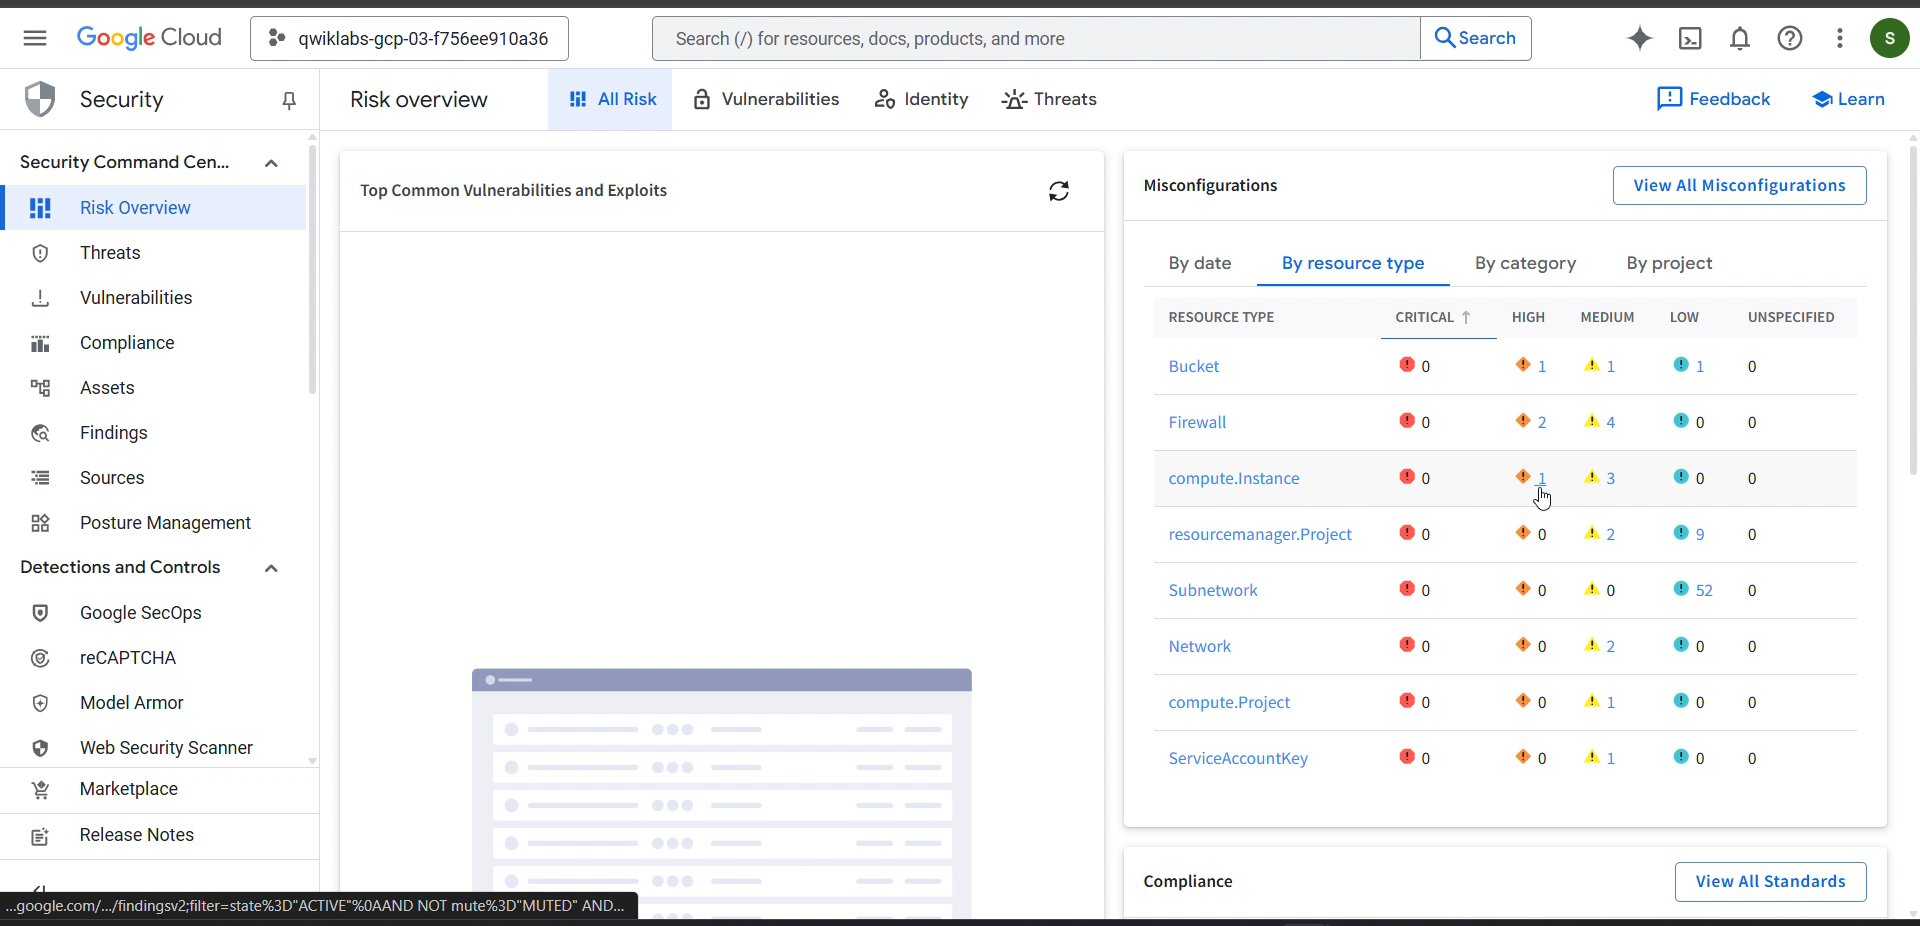 Google Cloud
qwiklabs-gcp-03-f756ee910a36
Search (/) for resources, docs, products, and more
Search
S
Security
Risk overview
All Risk
Vulnerabilities
Identity
Threats
Feedback
Learn
Security Command Cen...
Risk Overview
Threats
Vulnerabilities
Compliance
Assets
Findings
Sources
Posture Management
Detections and Controls
Google SecOps
reCAPTCHA
Model Armor
Web Security Scanner
Marketplace
Release Notes
...google.com/.../findingsv2;filter=state%3D"ACTIVE"%0AAND NOT mute%3D"MUTED" AND...
Top Common Vulnerabilities and Exploits
Misconfigurations
View All Misconfigurations
By date By resource type By category By project
RESOURCE TYPE CRITICAL HIGH MEDIUM LOW UNSPECIFIED
Bucket 0 1 1 1 0
Firewall 0 2 4 0 0
compute.Instance 0 1 3 0 0
resourcemanager.Project 0 0 2 9 0
Subnetwork 0 0 0 52 0
Network 0 0 2 0 0
compute.Project 0 0 1 0 0
ServiceAccountKey 0 0 1 0 0
Compliance
View All Standards